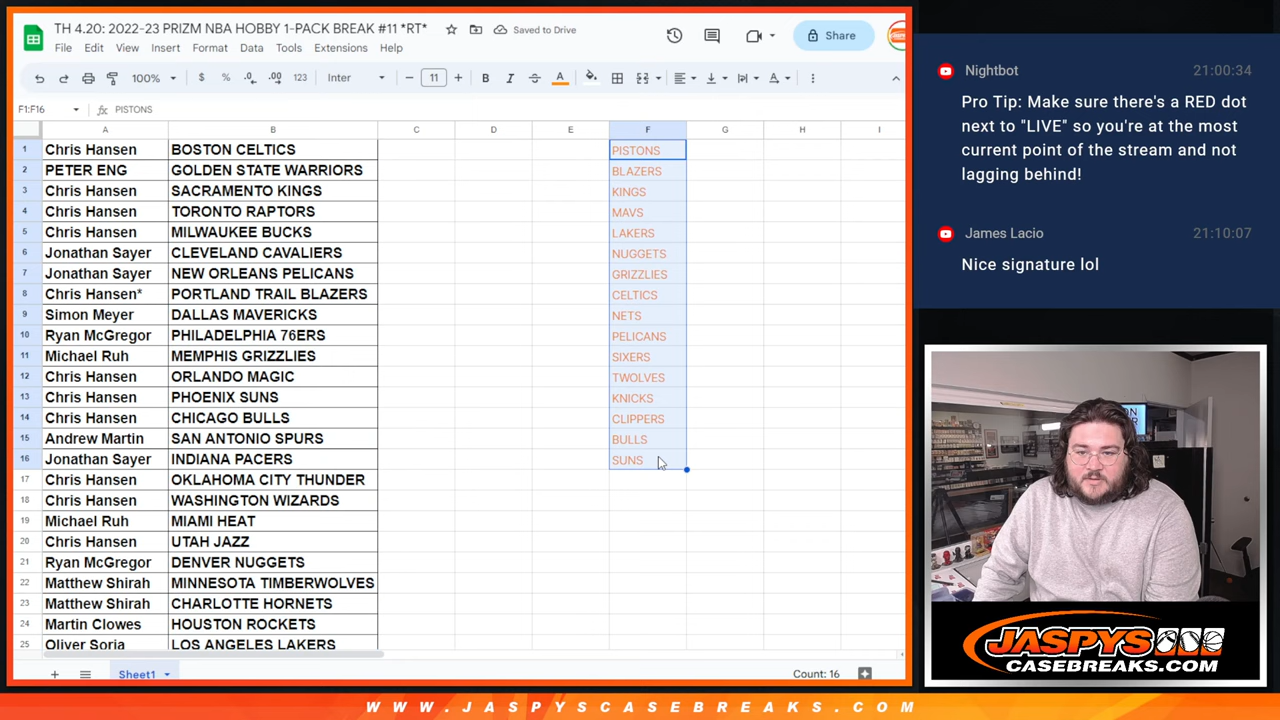 TH 4.20: 2022-23 PRIZM NBA HOBBY 1-PACK BREAK #11 *RT*
Saved to Drive
Share
File Edit View Insert Format Data Tools Extensions Help
100% $ % .0 .00 123 Inter 11 B I S A
F1:F16 fx PISTONS
A B C D E F G H I
1 Chris Hansen BOSTON CELTICS PISTONS
2 PETER ENG GOLDEN STATE WARRIORS BLAZERS
3 Chris Hansen SACRAMENTO KINGS KINGS
4 Chris Hansen TORONTO RAPTORS MAVS
5 Chris Hansen MILWAUKEE BUCKS LAKERS
6 Jonathan Sayer CLEVELAND CAVALIERS NUGGETS
7 Jonathan Sayer NEW ORLEANS PELICANS GRIZZLIES
8 Chris Hansen* PORTLAND TRAIL BLAZERS CELTICS
9 Simon Meyer DALLAS MAVERICKS NETS
10 Ryan McGregor PHILADELPHIA 76ERS PELICANS
11 Michael Ruh MEMPHIS GRIZZLIES SIXERS
12 Chris Hansen ORLANDO MAGIC TWOLVES
13 Chris Hansen PHOENIX SUNS KNICKS
14 Chris Hansen CHICAGO BULLS CLIPPERS
15 Andrew Martin SAN ANTONIO SPURS BULLS
16 Jonathan Sayer INDIANA PACERS SUNS
17 Chris Hansen OKLAHOMA CITY THUNDER
18 Chris Hansen WASHINGTON WIZARDS
19 Michael Ruh MIAMI HEAT
20 Chris Hansen UTAH JAZZ
21 Ryan McGregor DENVER NUGGETS
22 Matthew Shirah MINNESOTA TIMBERWOLVES
23 Matthew Shirah CHARLOTTE HORNETS
24 Martin Clowes HOUSTON ROCKETS
25 Oliver Soria LOS ANGELES LAKERS
Sheet1
Count: 16
Nightbot 21:00:34
Pro Tip: Make sure there's a RED dot
next to "LIVE" so you're at the most
current point of the stream and not
lagging behind!
James Lacio 21:10:07
Nice signature lol
JASPYS
CASEBREAKS.COM
WWW.JASPYSCASEBREAKS.COM